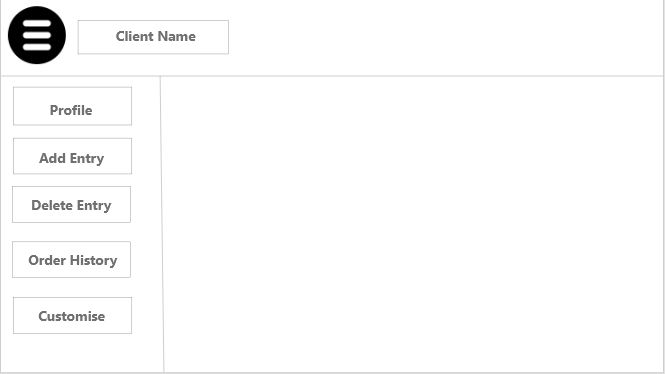 Client Name
Profile
Add Entry
Delete Entry
Order History
Customise